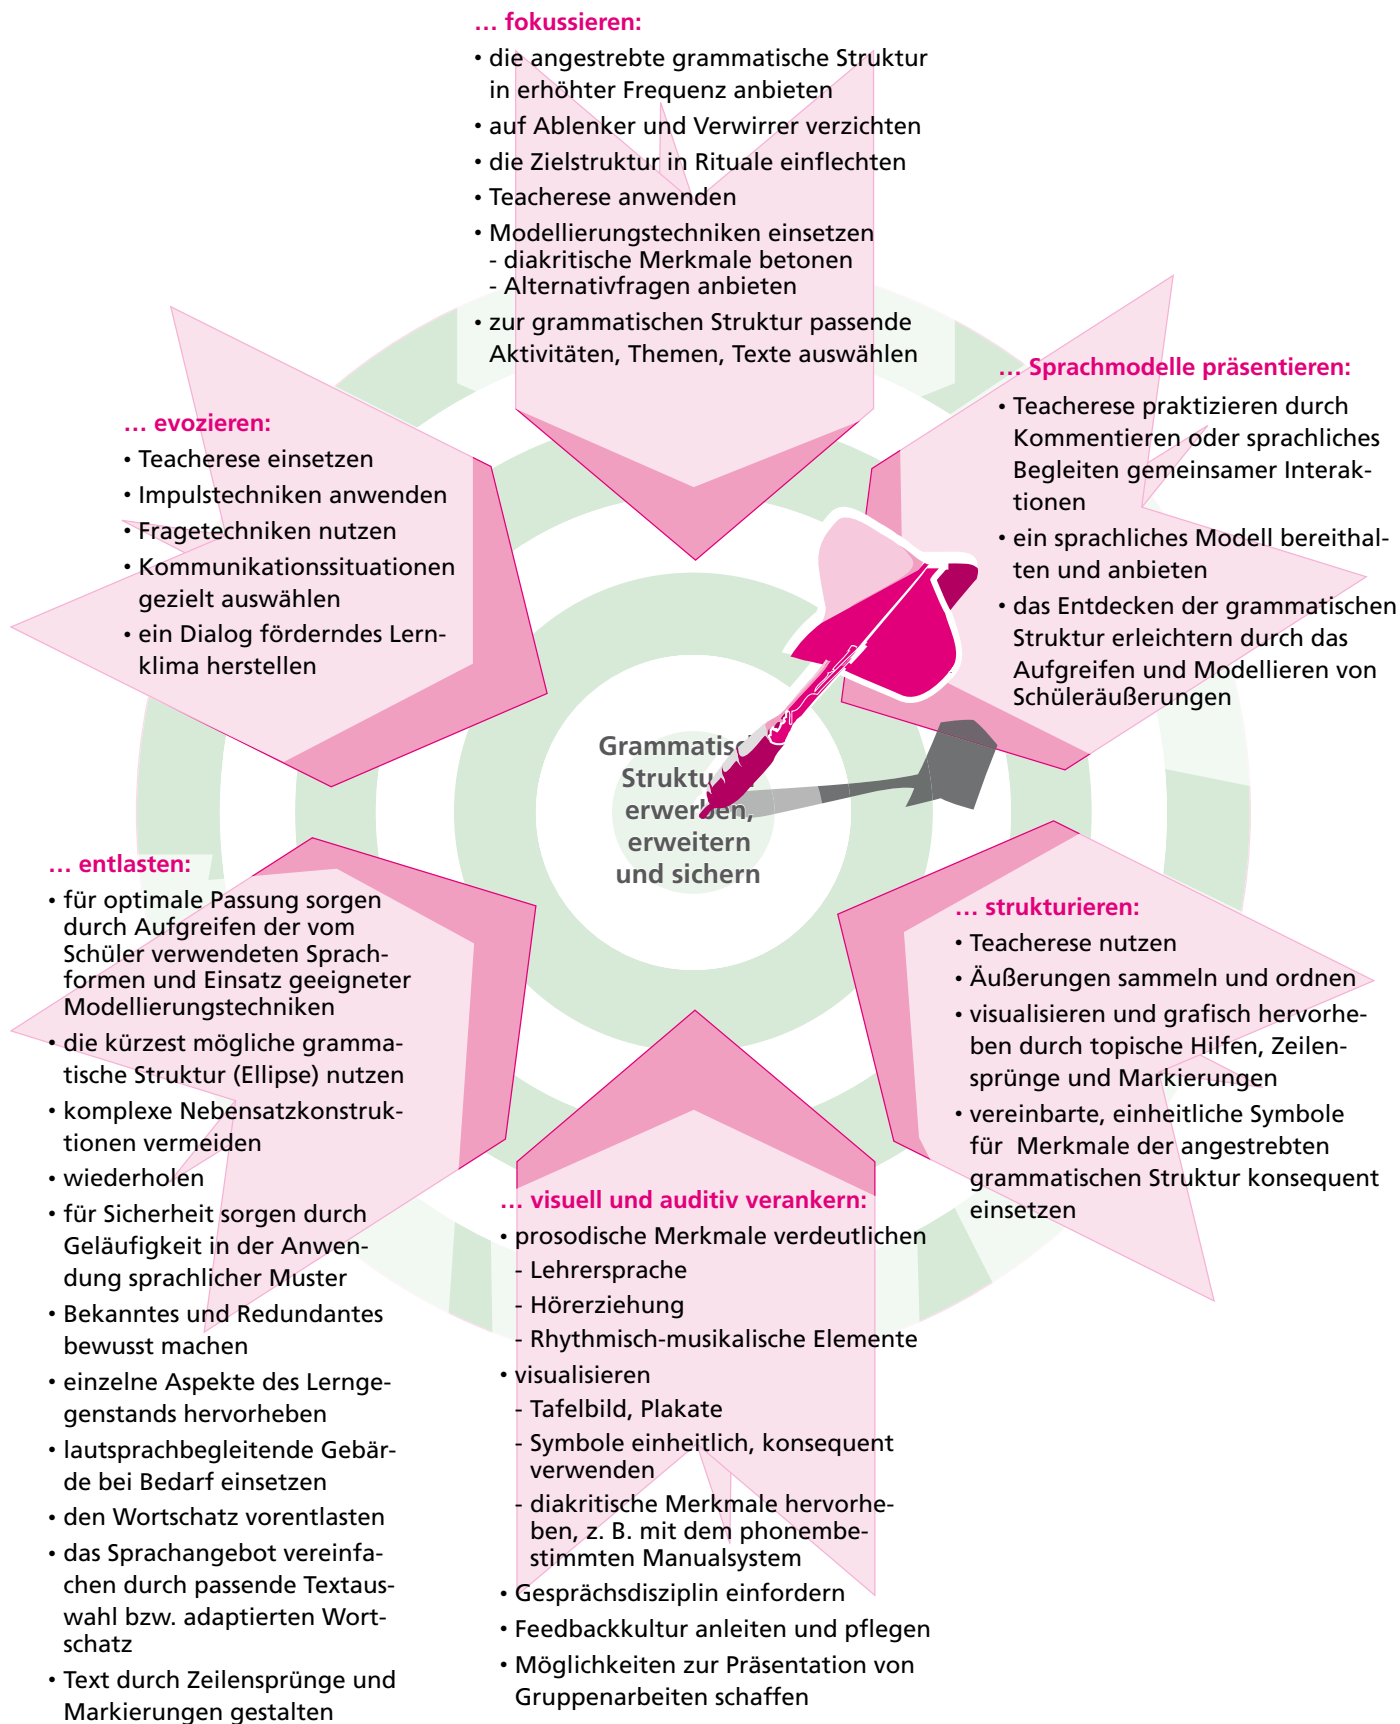 … fokussieren:
• die angestrebte grammatische Struktur
in erhöhter Frequenz anbieten
• auf Ablenker und Verwirrer verzichten
• die Zielstruktur in Rituale einflechten
• Teacherese anwenden
• Modellierungstechniken einsetzen
- diakritische Merkmale betonen
- Alternativfragen anbieten
• zur grammatischen Struktur passende
Aktivitäten, Themen, Texte auswählen
… Sprachmodelle präsentieren:
• Teacherese praktizieren durch
Kommentieren oder sprachliches
Begleiten gemeinsamer Interak-
tionen
• ein sprachliches Modell bereithal-
ten und anbieten
• das Entdecken der grammatischen
Struktur erleichtern durch das
Aufgreifen und Modellieren von
Schüleräußerungen
… evozieren:
• Teacherese einsetzen
• Impulstechniken anwenden
• Fragetechniken nutzen
• Kommunikationssituationen
gezielt auswählen
• ein Dialog förderndes Lern-
klima herstellen
Grammatisc
Struktu
erwerben,
erweitern
und sichern
… entlasten:
• für optimale Passung sorgen
durch Aufgreifen der vom
Schüler verwendeten Sprach-
formen und Einsatz geeigneter
Modellierungstechniken
• die kürzest mögliche gramma-
tische Struktur (Ellipse) nutzen
• komplexe Nebensatzkonstruk-
tionen vermeiden
• wiederholen
• für Sicherheit sorgen durch
Geläufigkeit in der Anwen-
dung sprachlicher Muster
• Bekanntes und Redundantes
bewusst machen
• einzelne Aspekte des Lernge-
genstands hervorheben
• lautsprachbegleitende Gebär-
de bei Bedarf einsetzen
• den Wortschatz vorentlasten
• das Sprachangebot vereinfa-
chen durch passende Textaus-
wahl bzw. adaptierten Wort-
schatz
• Text durch Zeilensprünge und
Markierungen gestalten
… strukturieren:
• Teacherese nutzen
• Äußerungen sammeln und ordnen
• visualisieren und grafisch hervorhe-
ben durch topische Hilfen, Zeilen-
sprünge und Markierungen
• vereinbarte, einheitliche Symbole
für Merkmale der angestrebten
grammatischen Struktur konsequent
einsetzen
… visuell und auditiv verankern:
• prosodische Merkmale verdeutlichen
- Lehrersprache
- Hörerziehung
- Rhythmisch-musikalische Elemente
• visualisieren
- Tafelbild, Plakate
- Symbole einheitlich, konsequent
verwenden
- diakritische Merkmale hervorhe-
ben, z. B. mit dem phonembe-
stimmten Manualsystem
• Gesprächsdisziplin einfordern
• Feedbackkultur anleiten und pflegen
• Möglichkeiten zur Präsentation von
Gruppenarbeiten schaffen